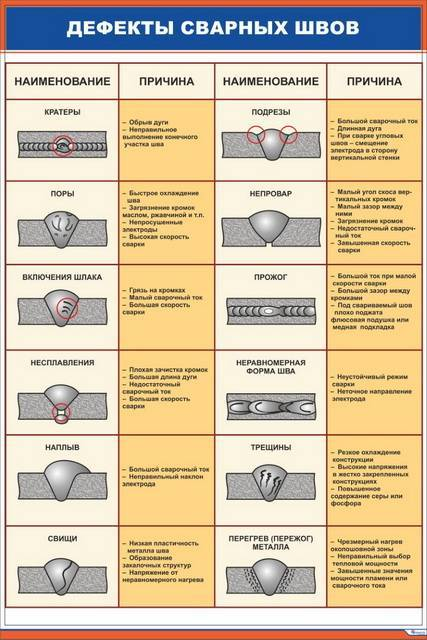 ДЕФЕКТЫ СВАРНЫХ ШВОВ
НАИМЕНОВАНИЕ
ПРИЧИНА
НАИМЕНОВАНИЕ
ПРИЧИНА
КРАТЕРЫ
– Обрыв дуги
– Неправильное
выполнение конечного
участка шва
ПОДРЕЗЫ
– Большой сварочный ток
– Длинная дуга
– При сварке угловых
швов – смещение
электрода в сторону
вертикальной стенки
ПОРЫ
– Быстрое охлаждение
шва
– Загрязнение кромок
маслом, ржавчиной и т.п.
– Непросушенные
электроды
– Высокая скорость
сварки
НЕПРОВАР
– Малый угол скоса вер-
тикальных кромок
– Малый зазор между
ними
– Загрязнение кромок
– Недостаточный свароч-
ный ток
– Завышенная скорость
сварки
ВКЛЮЧЕНИЯ ШЛАКА
– Грязь на кромках
– Малый сварочный ток
– Большая скорость
сварки
ПРОЖОГ
– Большой ток при малой
скорости сварки
– Большой зазор между
кромками
– Под свариваемый шов
плохо поджата
флюсовая подушка или
медная подкладка
НЕСПЛАВЛЕНИЯ
– Плохая зачистка кромок
– Большая длина дуги
– Недостаточный
сварочный ток
– Большая скорость
сварки
НЕРАВНОМЕРНАЯ
ФОРМА ШВА
– Неустойчивый режим
сварки
– Неточное направление
электрода
НАПЛЫВ
– Большой сварочный ток
– Неправильный наклон
электрода
ТРЕЩИНЫ
– Резкое охлаждение
конструкции
– Высокие напряжения
в жестко закрепленных
конструкциях
– Повышенное
содержание серы или
фосфора
СВИЩИ
– Низкая пластичность
металла шва
– Образование
закалочных структур
– Напряжение от
неравномерного нагрева
ПЕРЕГРЕВ (ПЕРЕЖОГ)
МЕТАЛЛА
– Чрезмерный нагрев
околошовной зоны
– Неправильный выбор
тепловой мощности
– Завышенные значения
мощности пламени или
сварочного тока